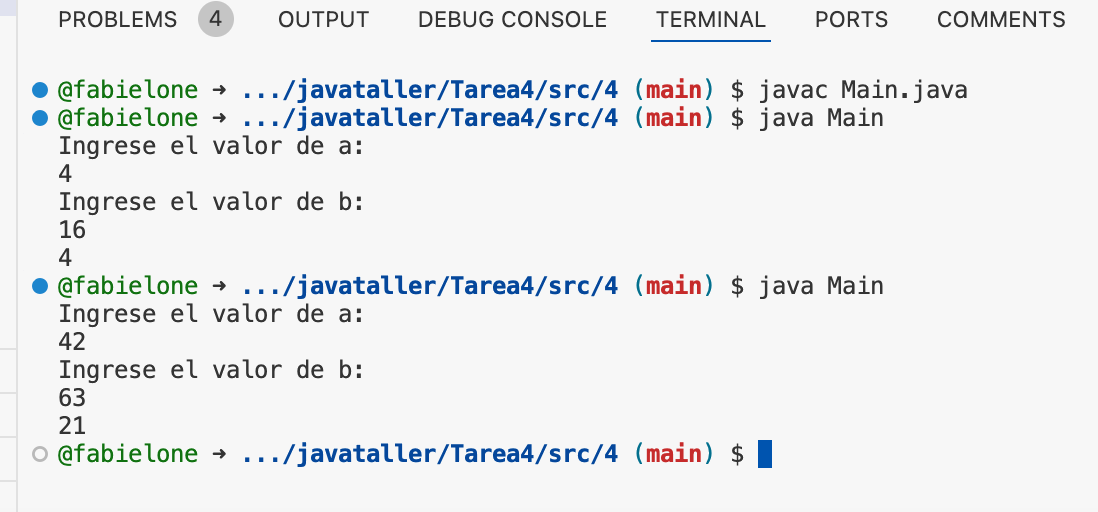 PROBLEMS 4 OUTPUT DEBUG CONSOLE TERMINAL PORTS COMMENTS
@fabielone ➜ .../javataller/Tarea4/src/4 (main) $ javac Main.java
@fabielone ➜ .../javataller/Tarea4/src/4 (main) $ java Main
Ingrese el valor de a:
4
Ingrese el valor de b:
16
4
@fabielone ➜ .../javataller/Tarea4/src/4 (main) $ java Main
Ingrese el valor de a:
42
Ingrese el valor de b:
63
21
@fabielone ➜ .../javataller/Tarea4/src/4 (main) $